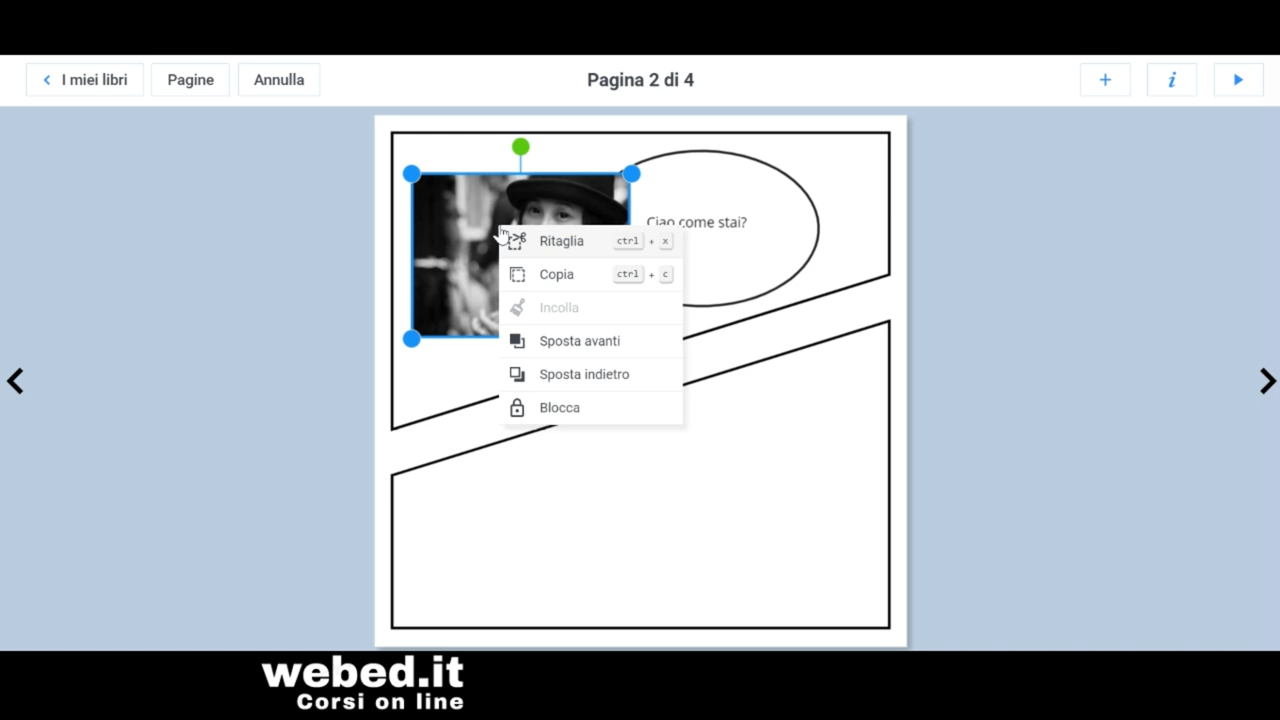 I miei libri
Pagine
Annulla
Pagina 2 di 4
+
i
Ciao come stai?
Ritaglia ctrl + x
Copia ctrl + c
Incolla
Sposta avanti
Sposta indietro
Blocca
webed.it
Corsi on line